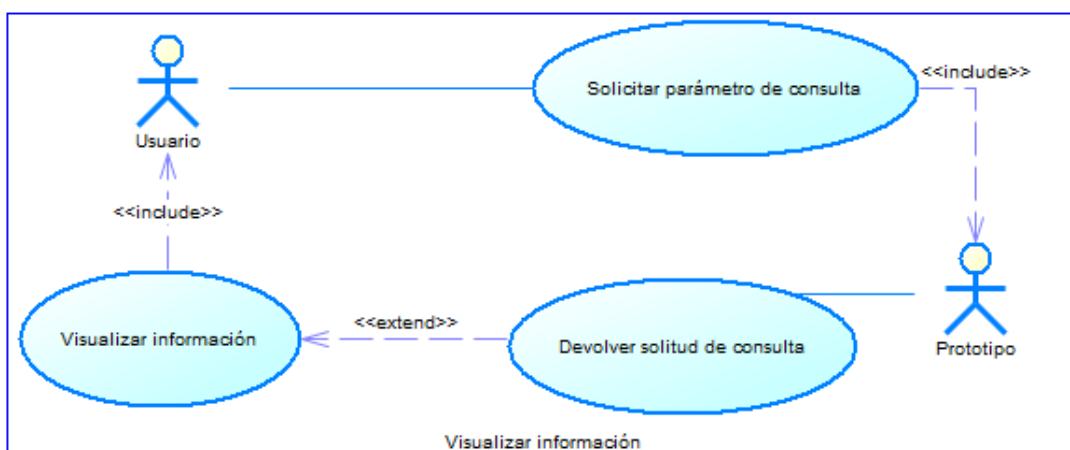 Solicitar parámetro de consulta
<<include>>
Usuario
<<include>>
Visualizar información
<<extend>>
Devolver solitud de consulta
Prototipo
Visualizar información